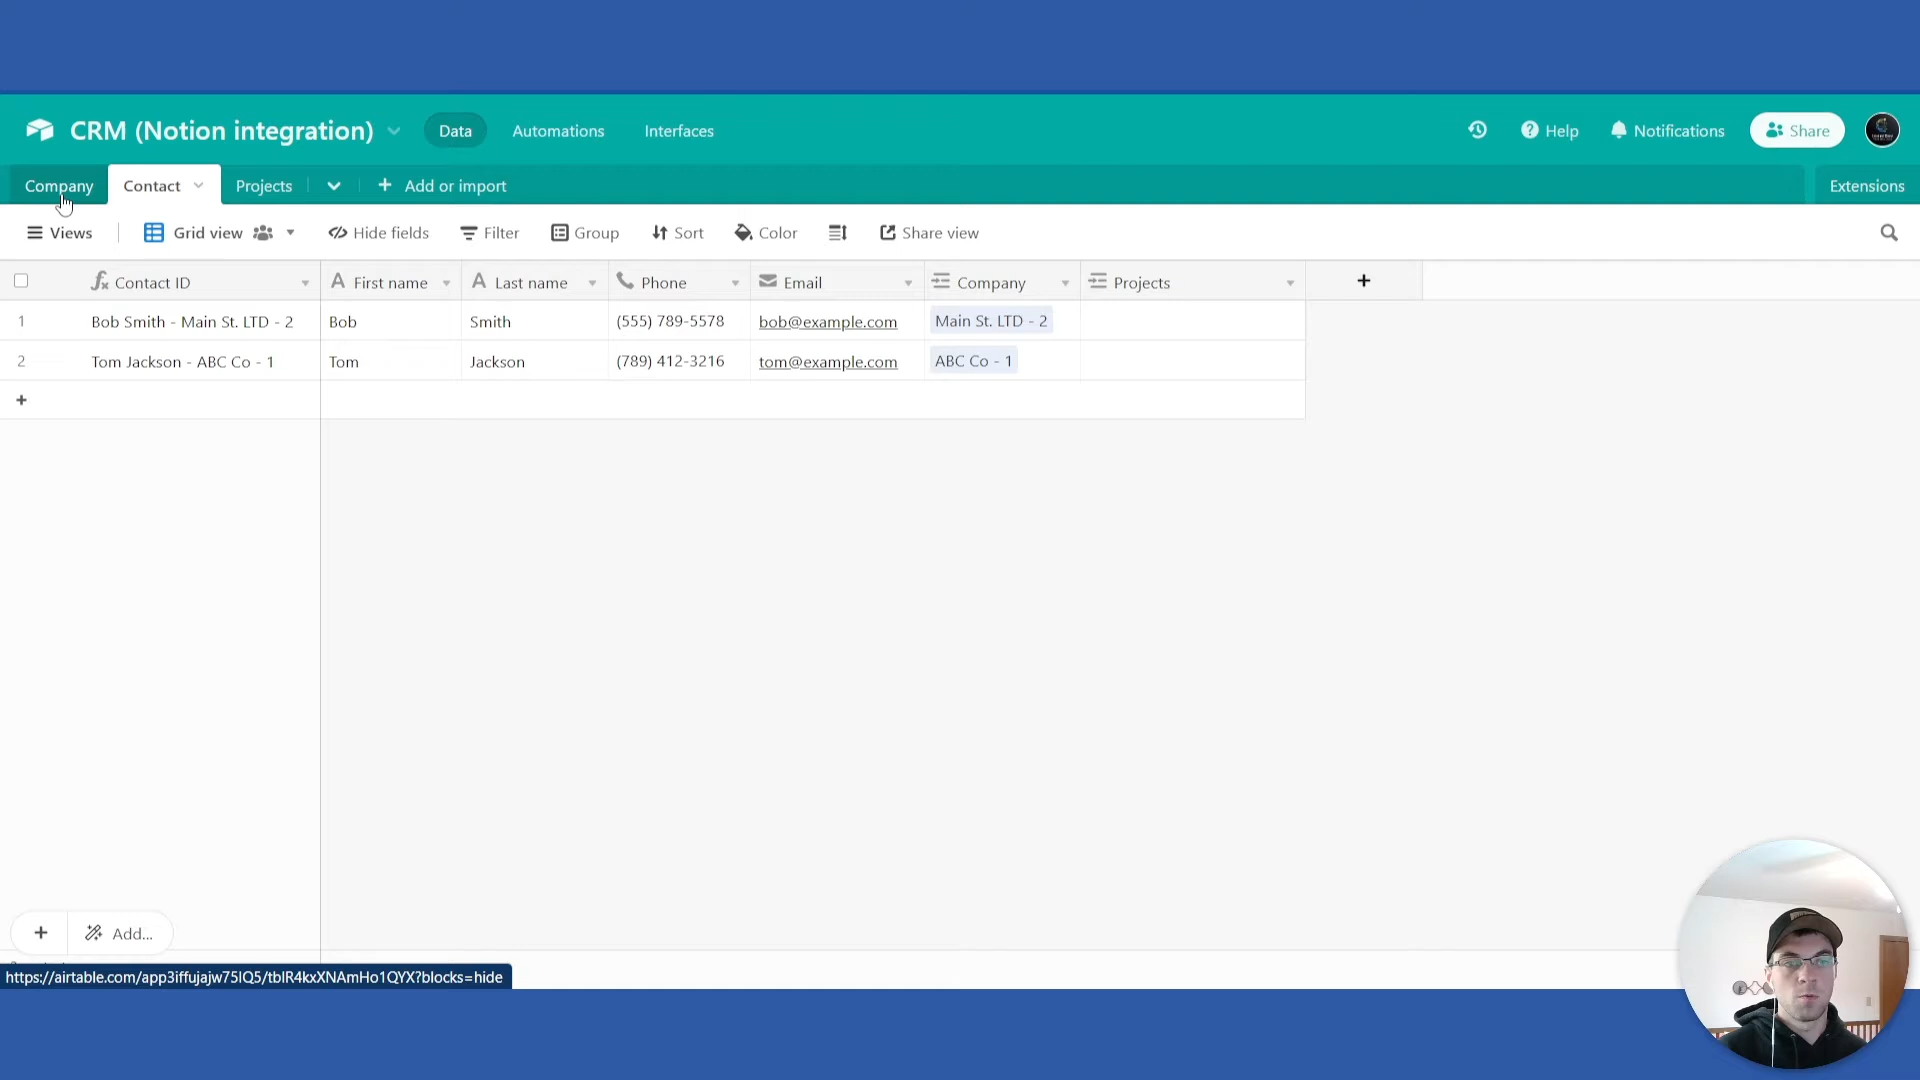 CRM (Notion integration) Data Automations Interfaces Help Notifications Share
Company Contact Projects Add or import Extensions
Views Grid view Hide fields Filter Group Sort Color Share view
Contact ID First name Last name Phone Email Company Projects
1 Bob Smith - Main St. LTD - 2 Bob Smith (555) 789-5578 bob@example.com Main St. LTD - 2
2 Tom Jackson - ABC Co - 1 Tom Jackson (789) 412-3216 tom@example.com ABC Co - 1
+
+ Add...
https://airtable.com/app3iffujajw75IQ5/tblR4kxXNAmHo1QYX?blocks=hide